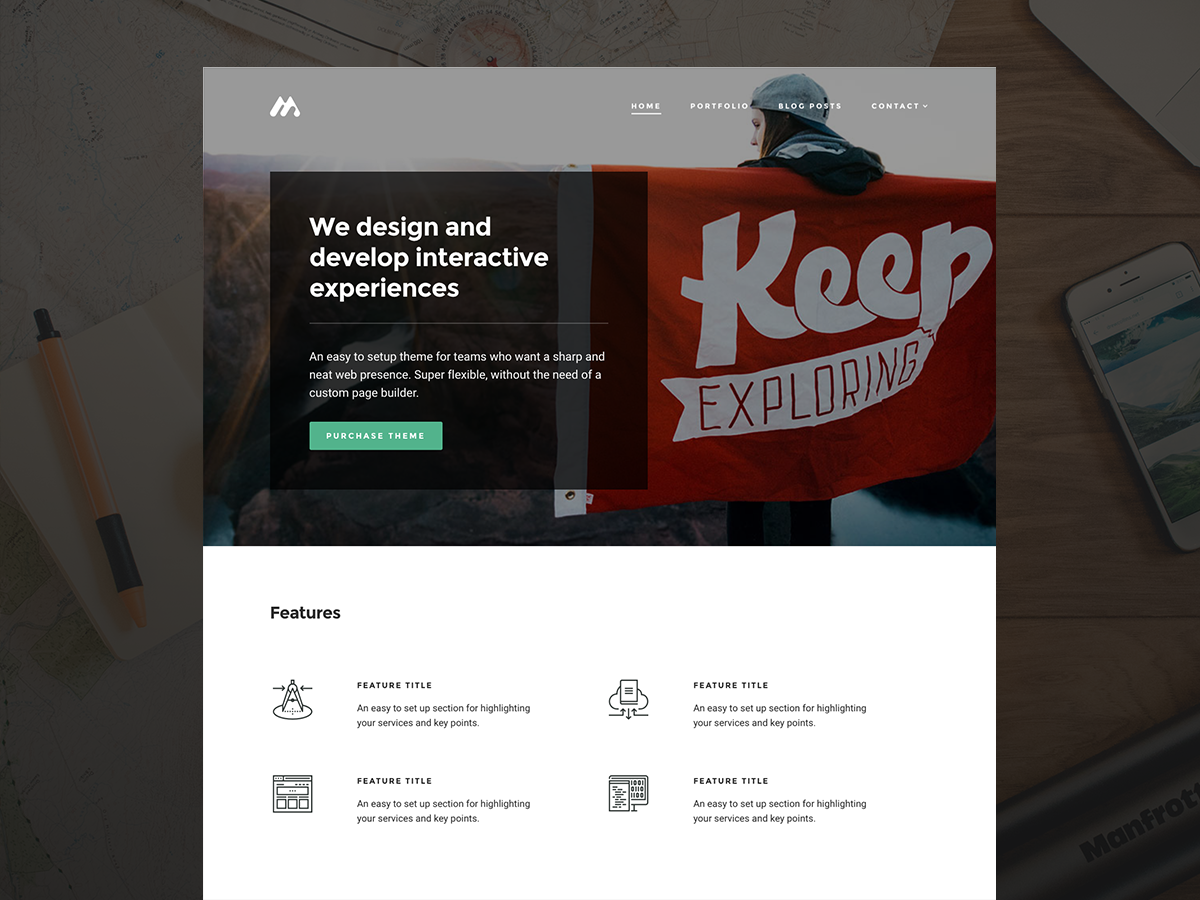 HOME PORTFOLIO BLOG POSTS CONTACT
We design and
develop interactive
experiences
An easy to setup theme for teams who want a sharp and
neat web presence. Super flexible, without the need of a
custom page builder.
PURCHASE THEME
Keep
EXPLORING
Features
FEATURE TITLE
An easy to set up section for highlighting
your services and key points.
FEATURE TITLE
An easy to set up section for highlighting
your services and key points.
FEATURE TITLE
An easy to set up section for highlighting
your services and key points.
1001
0110
1100
FEATURE TITLE
An easy to set up section for highlighting
your services and key points.
Manfrott